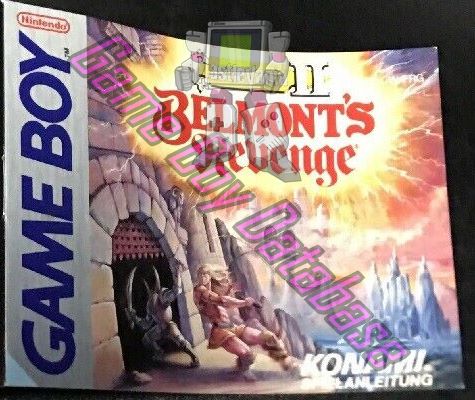 Nintendo
GAME BOY
TM
II
BELMONT'S
Revenge
Game Boy Database
KONAMI
SPIELANLEITUNG